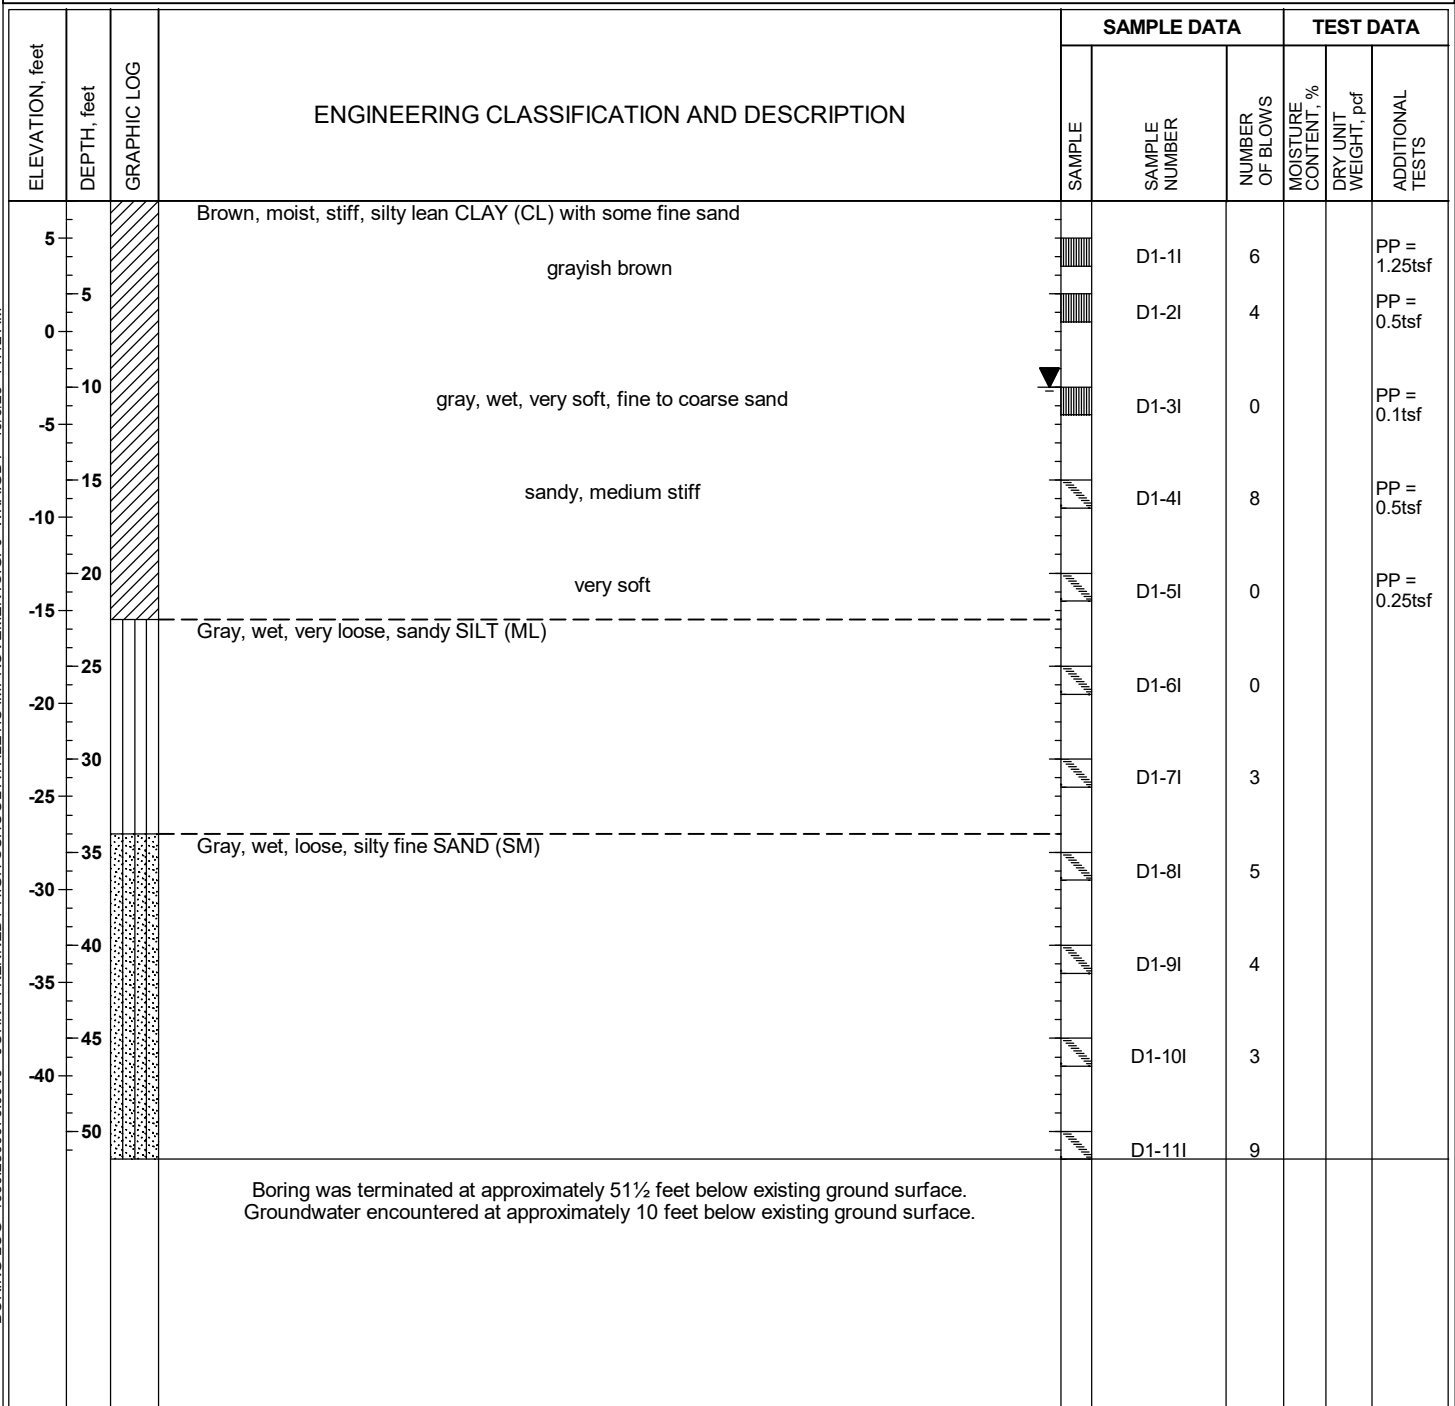 SAMPLE DATA TEST DATA
ELEVATION, feet
DEPTH, feet
GRAPHIC LOG
ENGINEERING CLASSIFICATION AND DESCRIPTION
SAMPLE
SAMPLE
NUMBER
NUMBER
OF BLOWS
MOISTURE
CONTENT, %
DRY UNIT
WEIGHT, pcf
ADDITIONAL
TESTS
Brown, moist, stiff, silty lean CLAY (CL) with some fine sand
5 D1-1I 6 PP =
grayish brown 1.25tsf
5 PP =
D1-2I 4 0.5tsf
0
10 PP =
gray, wet, very soft, fine to coarse sand D1-3I 0 0.1tsf
-5
15 PP =
sandy, medium stiff D1-4I 8 0.5tsf
-10
20 PP =
very soft D1-5I 0 0.25tsf
-15
Gray, wet, very loose, sandy SILT (ML)
25
D1-6I 0
-20
30
D1-7I 3
-25
Gray, wet, loose, silty fine SAND (SM)
35
D1-8I 5
-30
40
D1-9I 4
-35
45
D1-10I 3
-40
50
D1-11I 9
Boring was terminated at approximately 51½ feet below existing ground surface.
Groundwater encountered at approximately 10 feet below existing ground surface.